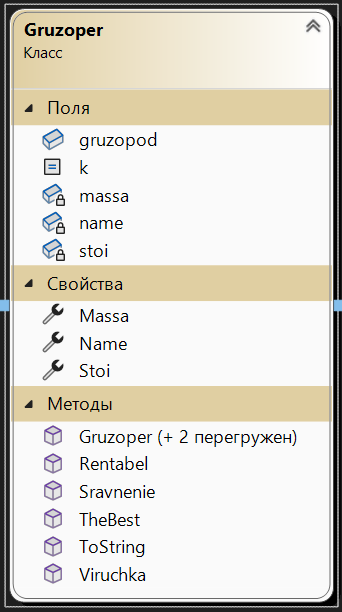 Gruzoper
Класс
Поля
gruzopod
k
massa
name
stoi
Свойства
Massa
Name
Stoi
Методы
Gruzoper (+ 2 перегружен)
Rentabel
Sravnenie
TheBest
ToString
Viruchka